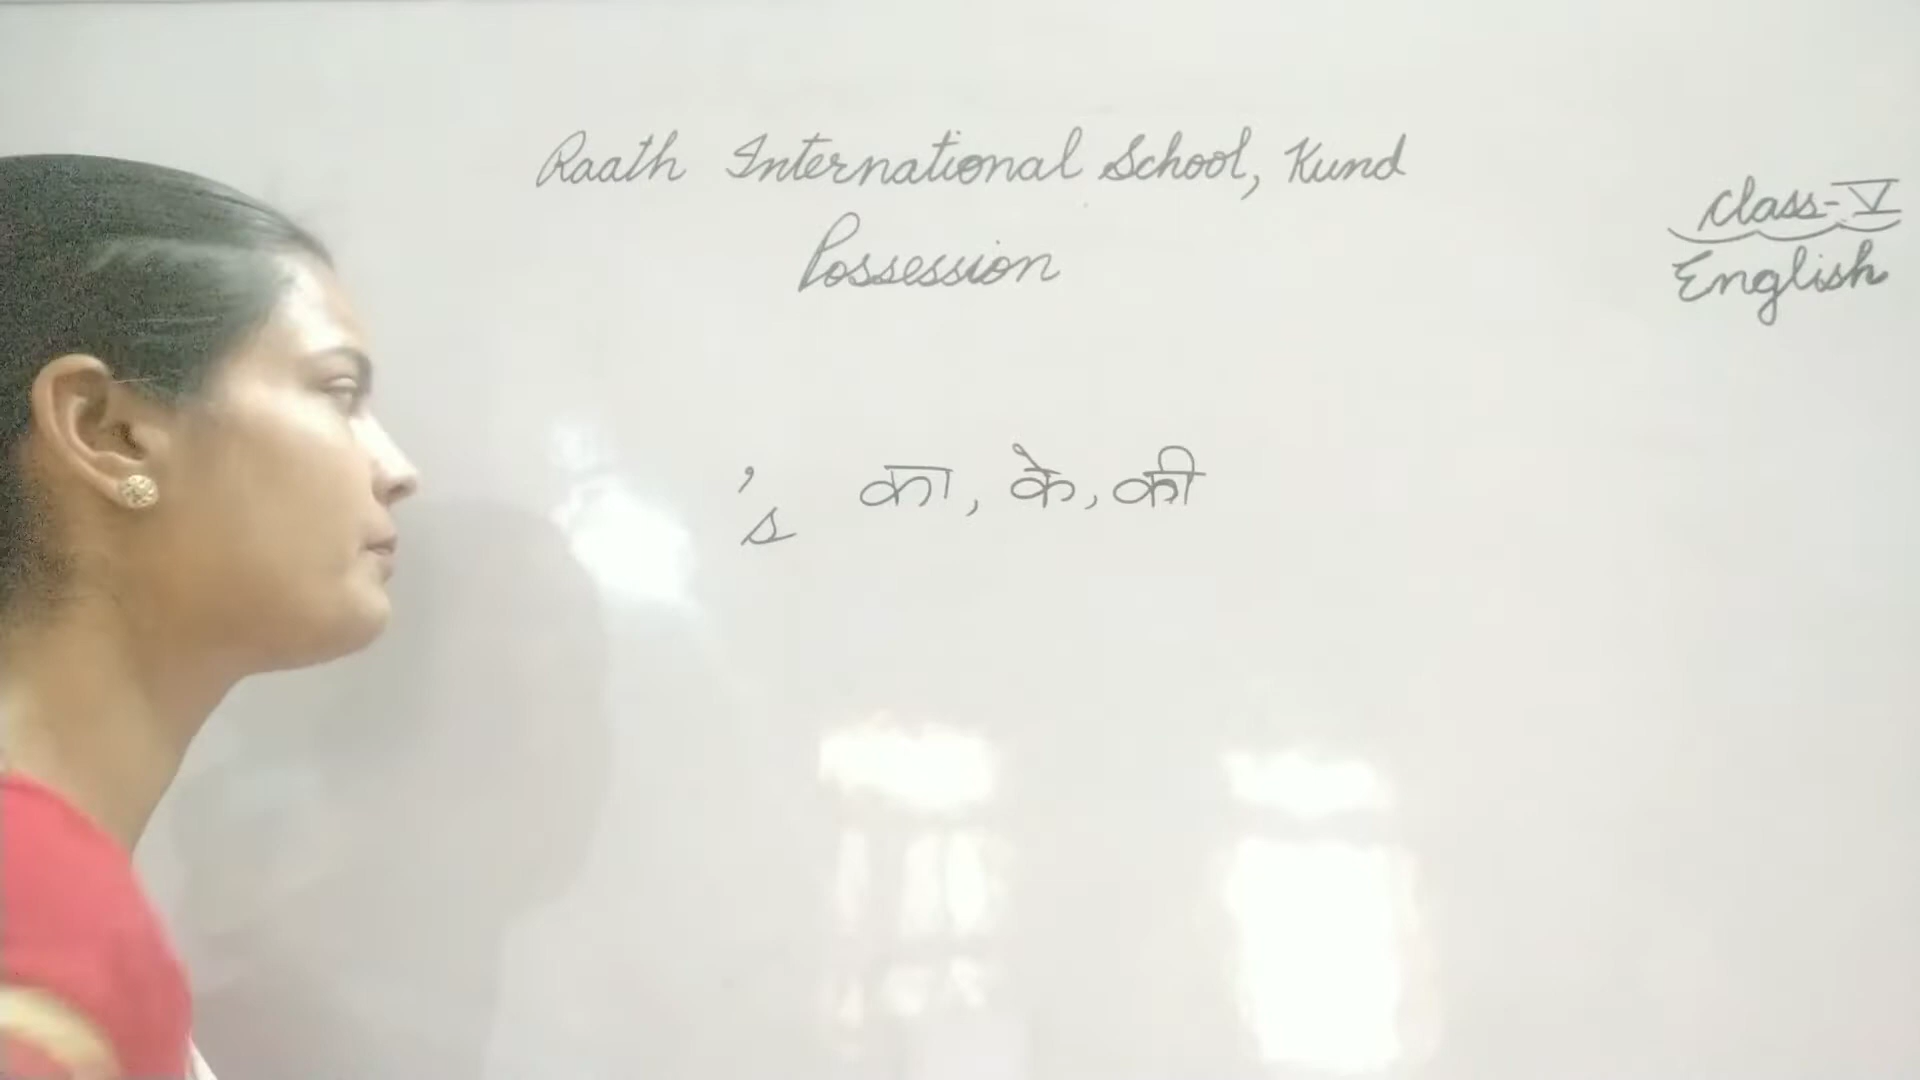 Raath International School, Kund
Class-V
Possession
English
's का, के, की